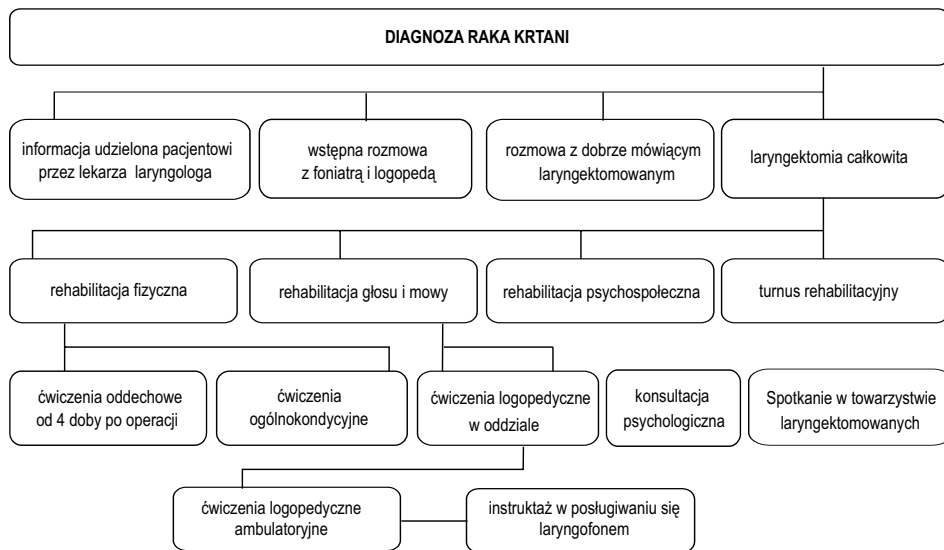 DIAGNOZA RAKA KRTANI
informacja udzielona pacjentowi
przez lekarza laryngologa
wstępna rozmowa
z foniatrą i logopedą
rozmowa z dobrze mówiącym
laryngektomowanym
laryngektomia całkowita
rehabilitacja fizyczna
rehabilitacja głosu i mowy
rehabilitacja psychospołeczna
turnus rehabilitacyjny
ćwiczenia oddechowe
od 4 doby po operacji
ćwiczenia
ogólnokondycyjne
ćwiczenia logopedyczne
w oddziale
konsultacja
psychologiczna
Spotkanie w towarzystwie
laryngektomowanych
ćwiczenia logopedyczne
ambulatoryjne
instruktaż w posługiwaniu się
laryngofonem